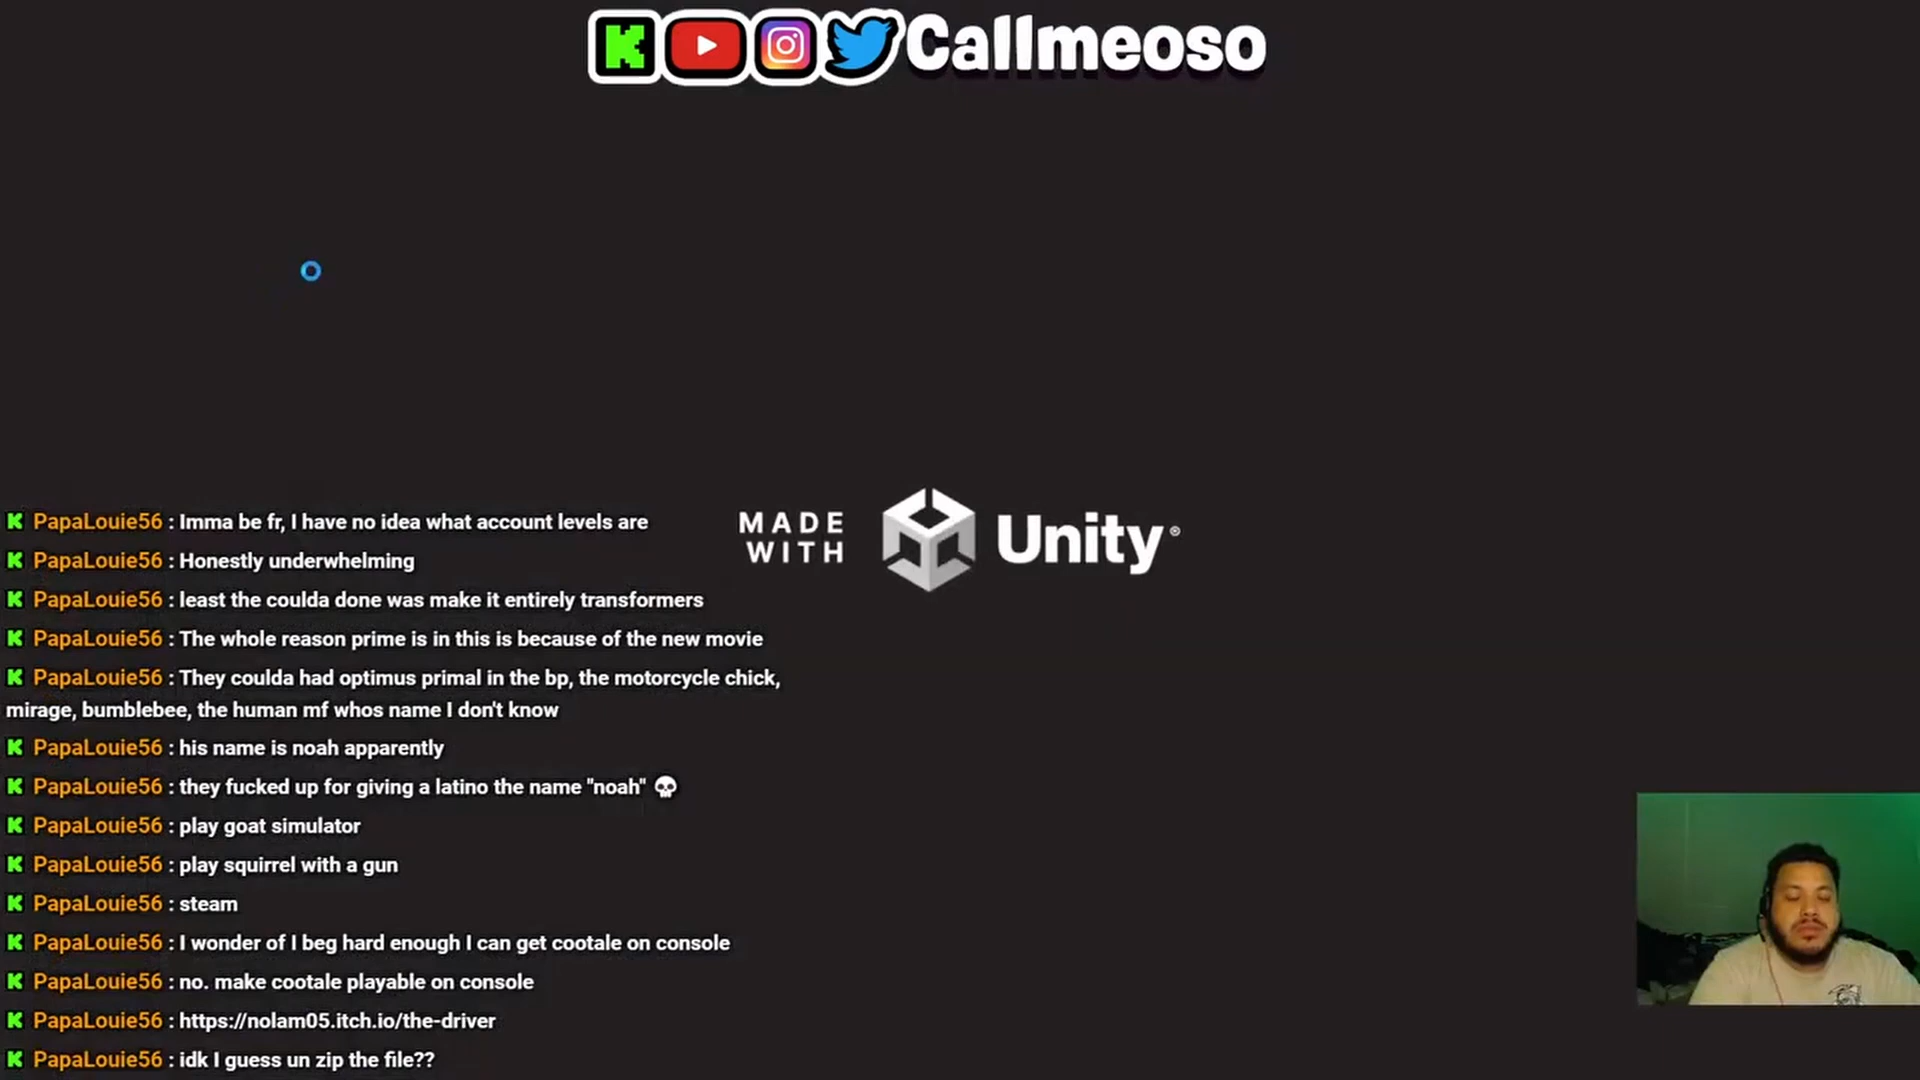 Callmeoso
PapaLouie56 : Imma be fr, I have no idea what account levels are
MADE
WITH
Unity®
PapaLouie56 : Honestly underwhelming
PapaLouie56 : least the coulda done was make it entirely transformers
PapaLouie56 : The whole reason prime is in this is because of the new movie
PapaLouie56 : They coulda had optimus primal in the bp, the motorcycle chick,
mirage, bumblebee, the human mf whos name I don't know
PapaLouie56 : his name is noah apparently
PapaLouie56 : they fucked up for giving a latino the name "noah" 💀
PapaLouie56 : play goat simulator
PapaLouie56 : play squirrel with a gun
PapaLouie56 : steam
PapaLouie56 : I wonder of I beg hard enough I can get cootale on console
PapaLouie56 : no. make cootale playable on console
PapaLouie56 : https://nolam05.itch.io/the-driver
PapaLouie56 : idk I guess un zip the file??